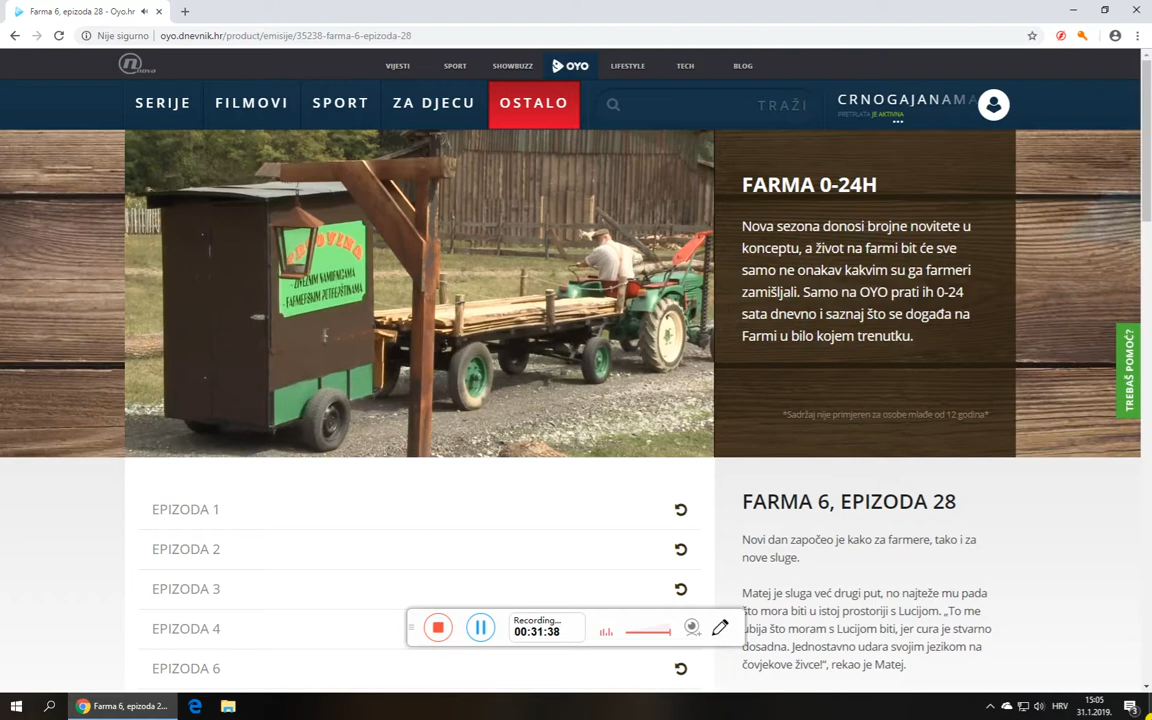 Farma 6, epizoda 28 - Oyo.hr
Nije sigurno
oyo.dnevnik.hr/product/emisije/35238-farma-6-epizoda-28
nova
VIJESTI
SPORT
SHOWBUZZ
OYO
LIFESTYLE
TECH
BLOG
SERIJE
FILMOVI
SPORT
ZA DJECU
OSTALO
TRAŽI
CRNOGAJANAMA
PRETPLATA JE AKTIVNA
FARMA 0-24H
Nova sezona donosi brojne novitete u
konceptu, a život na farmi bit će sve
samo ne onakav kakvim su ga farmeri
zamišljali. Samo na OYO prati ih 0-24
sata dnevno i saznaj što se događa na
Farmi u bilo kojem trenutku.
*Sadržaj nije primjeren za osobe mlađe od 12 godina*
TREBAŠ POMOĆ?
EPIZODA 1
EPIZODA 2
EPIZODA 3
EPIZODA 4
EPIZODA 6
FARMA 6, EPIZODA 28
Novi dan započeo je kako za farmere, tako i za
nove sluge.
Matej je sluga već drugi put, no najteže mu pada
što mora biti u istoj prostoriji s Lucijom. „To me
ubija što moram s Lucijom biti, jer cura je stvarno
dosadna. Jednostavno udara svojim jezikom na
čovjekove živce!", rekao je Matej.
Recording...
00:31:38
Farma 6, epizoda 2...
HRV
15:05
31.1.2019.
3